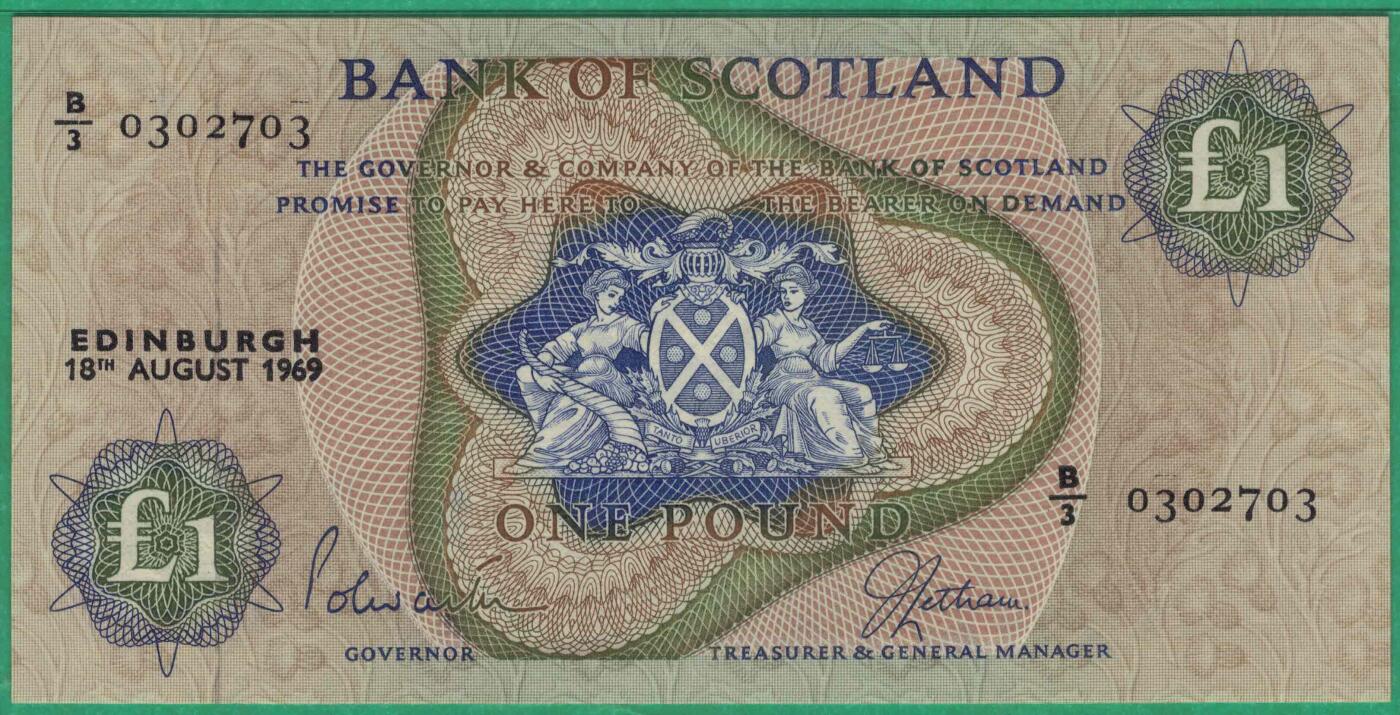 BANK OF SCOTLAND
B/3 0302703
£1
THE GOVERNOR & COMPANY OF THE BANK OF SCOTLAND
PROMISE TO PAY HERE TO THE BEARER ON DEMAND
EDINBURGH
18TH AUGUST 1969
TANTO UBERIOR
B/3 0302703
ONE POUND
£1
Polwarth
J Letham.
GOVERNOR
TREASURER & GENERAL MANAGER